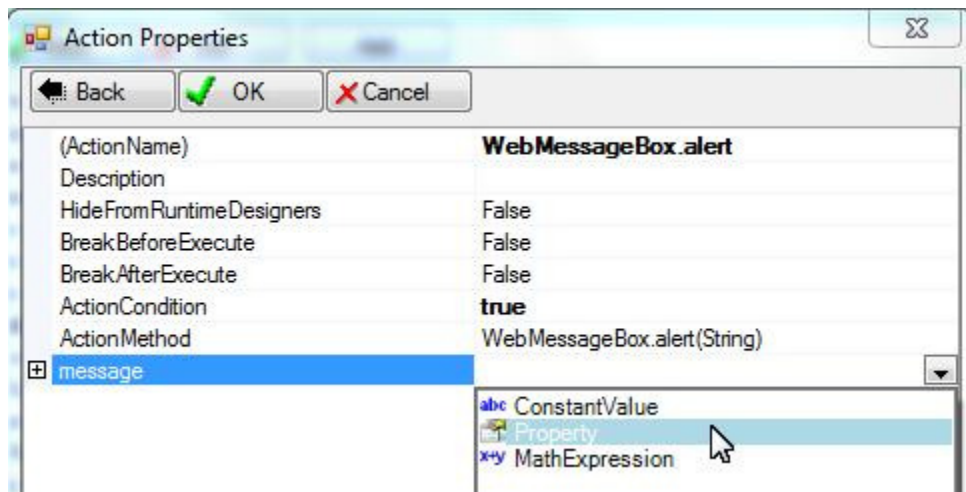 Action Properties
Back OK Cancel
(ActionName) WebMessageBox.alert
Description
HideFromRuntimeDesigners False
BreakBeforeExecute False
BreakAfterExecute False
ActionCondition true
ActionMethod WebMessageBox.alert(String)
message
abc ConstantValue
Property
x+y MathExpression